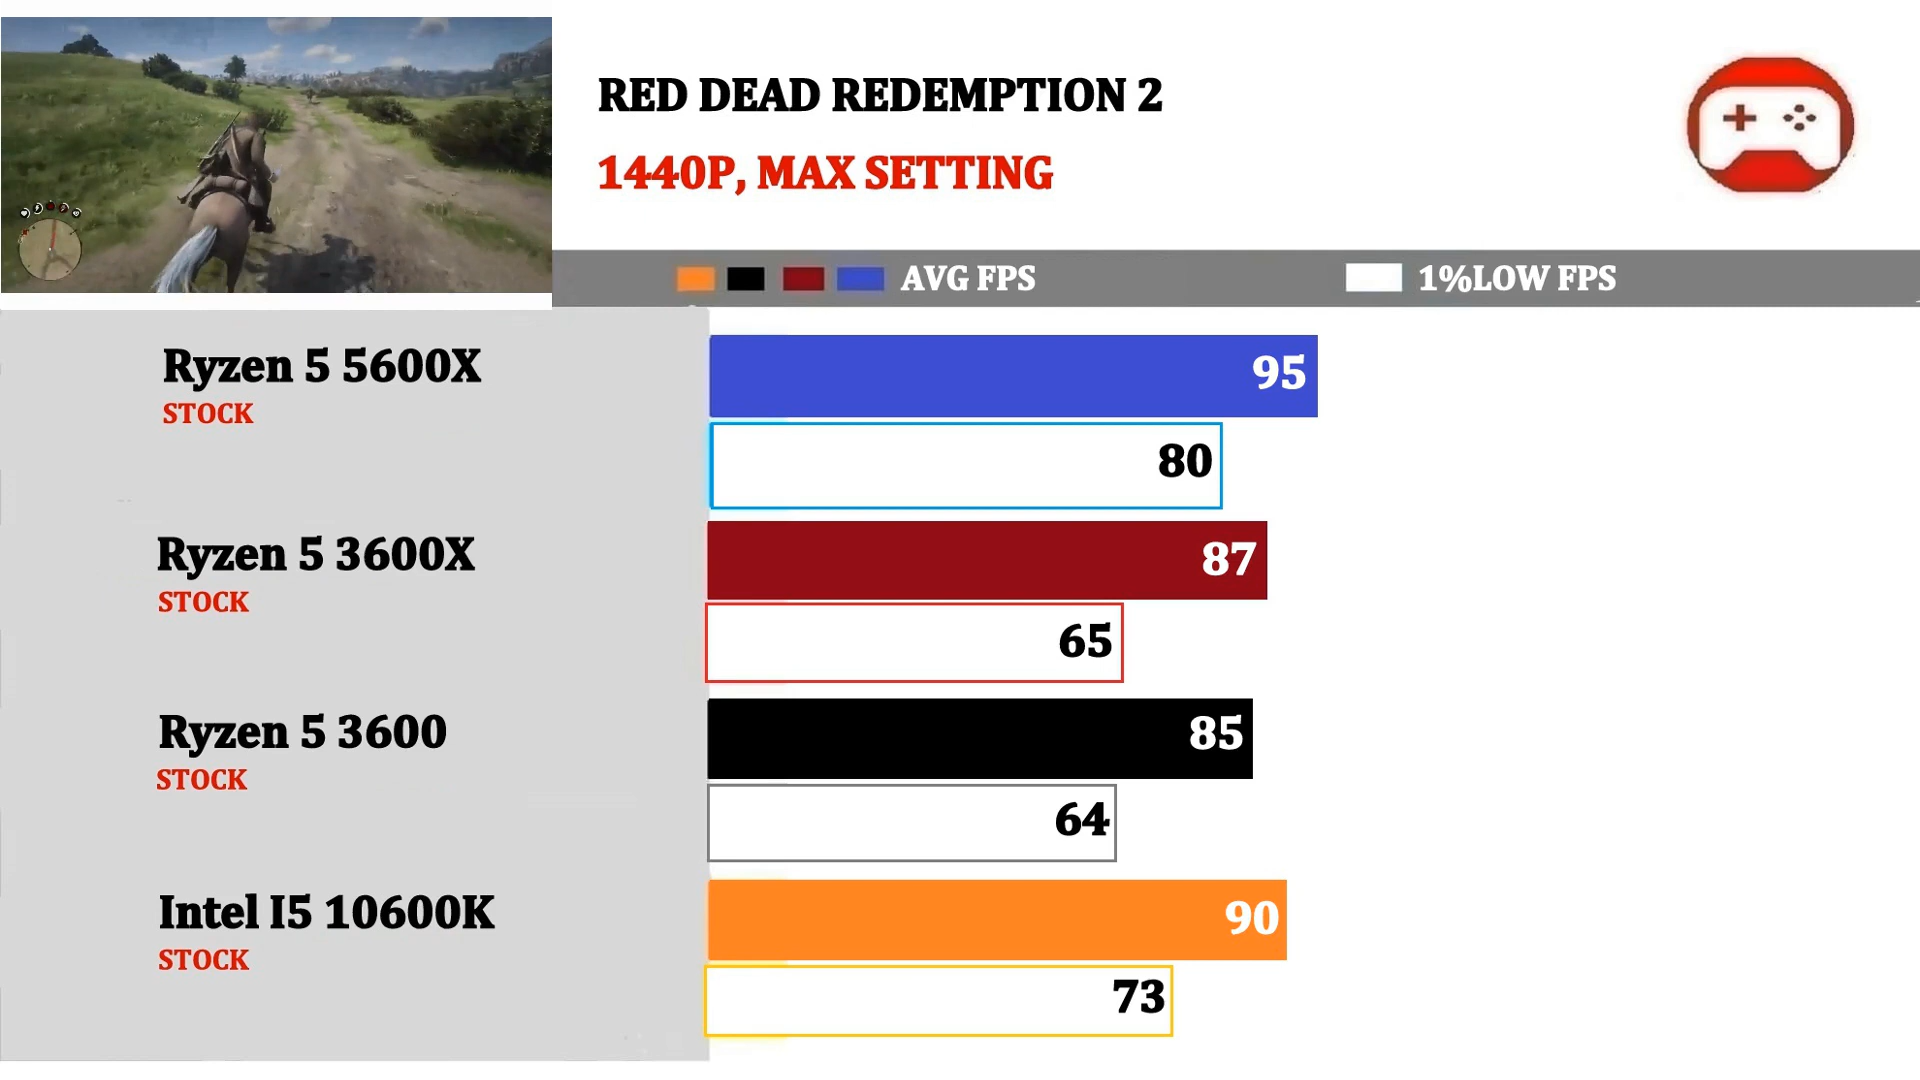 RED DEAD REDEMPTION 2
1440P, MAX SETTING
AVG FPS
1%LOW FPS
Ryzen 5 5600X
STOCK
95
80
Ryzen 5 3600X
STOCK
87
65
Ryzen 5 3600
STOCK
85
64
Intel I5 10600K
STOCK
90
73